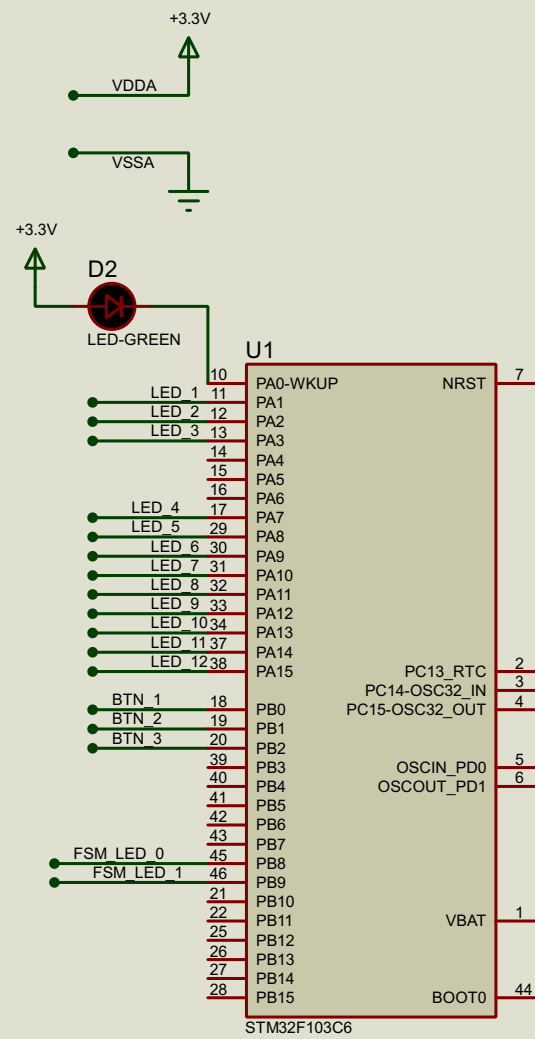 +3.3V
VDDA
VSSA
+3.3V
D2
LED-GREEN
U1
10 PA0-WKUP NRST 7
LED_1 11 PA1
LED_2 12 PA2
LED_3 13 PA3
14 PA4
15 PA5
16 PA6
LED_4 17 PA7
LED_5 29 PA8
LED_6 30 PA9
LED_7 31 PA10
LED_8 32 PA11
LED_9 33 PA12
LED_10 34 PA13
LED_11 37 PA14
LED_12 38 PA15 PC13_RTC 2
PC14-OSC32_IN 3
BTN_1 18 PB0 PC15-OSC32_OUT 4
BTN_2 19 PB1
BTN_3 20 PB2
39 PB3 OSCIN_PD0 5
40 PB4 OSCOUT_PD1 6
41 PB5
42 PB6
43 PB7
FSM_LED_0 45 PB8
FSM_LED_1 46 PB9
21 PB10
22 PB11 VBAT 1
25 PB12
26 PB13
27 PB14
28 PB15 BOOT0 44
STM32F103C6